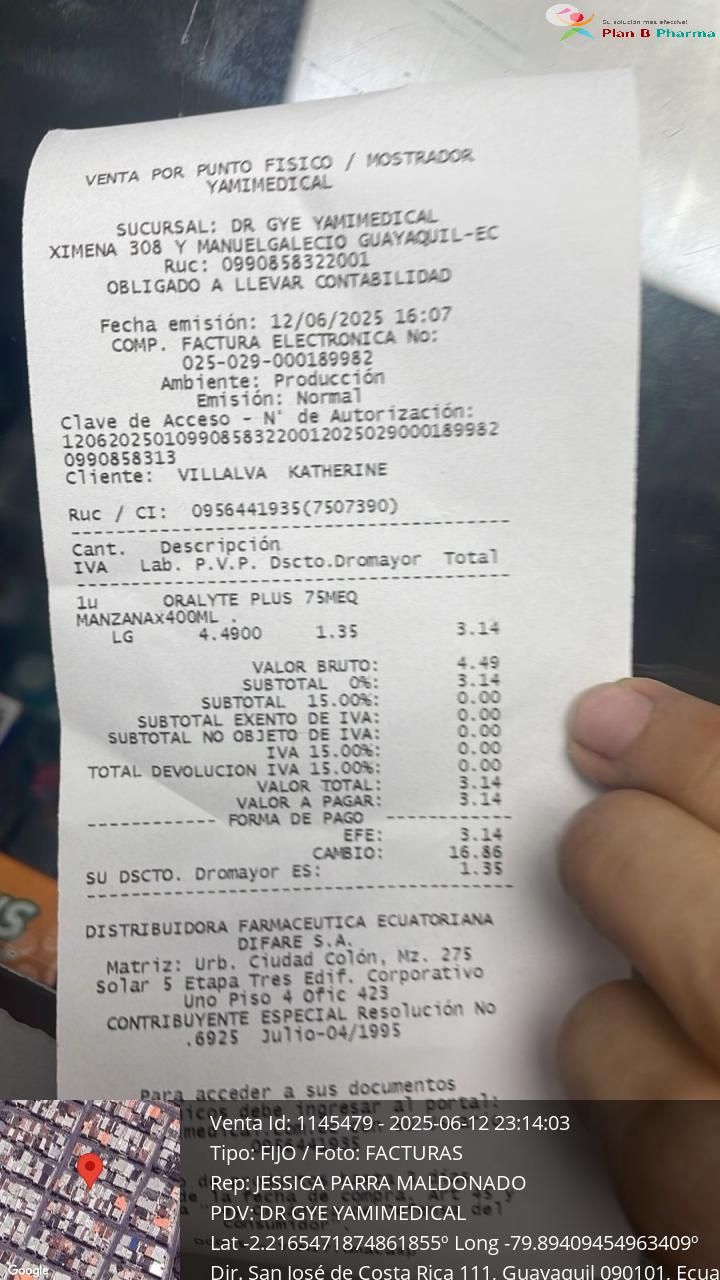 Su solución mas efectiva!
Plan B Pharma
VENTA POR PUNTO FISICO / MOSTRADOR
YAMIMEDICAL
SUCURSAL: DR GYE YAMIMEDICAL
XIMENA 308 Y MANUELGALECIO GUAYAQUIL-EC
Ruc: 0990858322001
OBLIGADO A LLEVAR CONTABILIDAD
Fecha emisión: 12/06/2025 16:07
COMP. FACTURA ELECTRONICA No:
025-029-000189982
Ambiente: Producción
Emisión: Normal
Clave de Acceso - N° de Autorización:
120620250109908583220012025029000189982
0990858313
Cliente: VILLALVA KATHERINE
Ruc / CI: 0956441935(7507390)
Cant. Descripción
IVA Lab. P.V.P. Dscto.Dromayor Total
1u ORALYTE PLUS 75MEQ
MANZANAx400ML .
LG 4.4900 1.35 3.14
VALOR BRUTO: 4.49
SUBTOTAL 0%: 3.14
SUBTOTAL 15.00%: 0.00
SUBTOTAL EXENTO DE IVA: 0.00
SUBTOTAL NO OBJETO DE IVA: 0.00
IVA 15.00%: 0.00
TOTAL DEVOLUCION IVA 15.00%: 0.00
VALOR TOTAL: 3.14
VALOR A PAGAR: 3.14
------------ FORMA DE PAGO ------------
EFE: 3.14
CAMBIO: 16.86
SU DSCTO. Dromayor ES: 1.35
DISTRIBUIDORA FARMACEUTICA ECUATORIANA
DIFARE S.A.
Matriz: Urb. Ciudad Colón, Mz. 275
Solar 5 Etapa Tres Edif. Corporativo
Uno Piso 4 Ofic 423
CONTRIBUYENTE ESPECIAL Resolución No
.6925 Julio-04/1995
Para acceder a sus documentos
debe ingresar al portal:
Venta Id: 1145479 - 2025-06-12 23:14:03
Tipo: FIJO / Foto: FACTURAS
Rep: JESSICA PARRA MALDONADO
PDV: DR GYE YAMIMEDICAL
Lat -2.2165471874861855º Long -79.89409454963409º
Dir. San José de Costa Rica 111, Guayaquil 090101, Ecua
Google